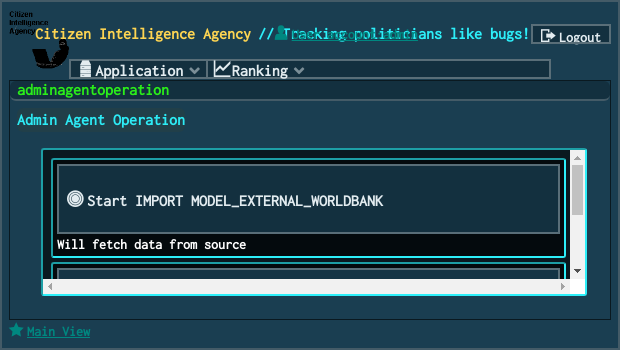 Citizen
Intelligence
Agency
Citizen Intelligence Agency // Tracking politicians like bugs!
Logout
Application
Ranking
adminagentoperation
Admin Agent Operation
Start IMPORT MODEL_EXTERNAL_WORLDBANK
Will fetch data from source
Main View